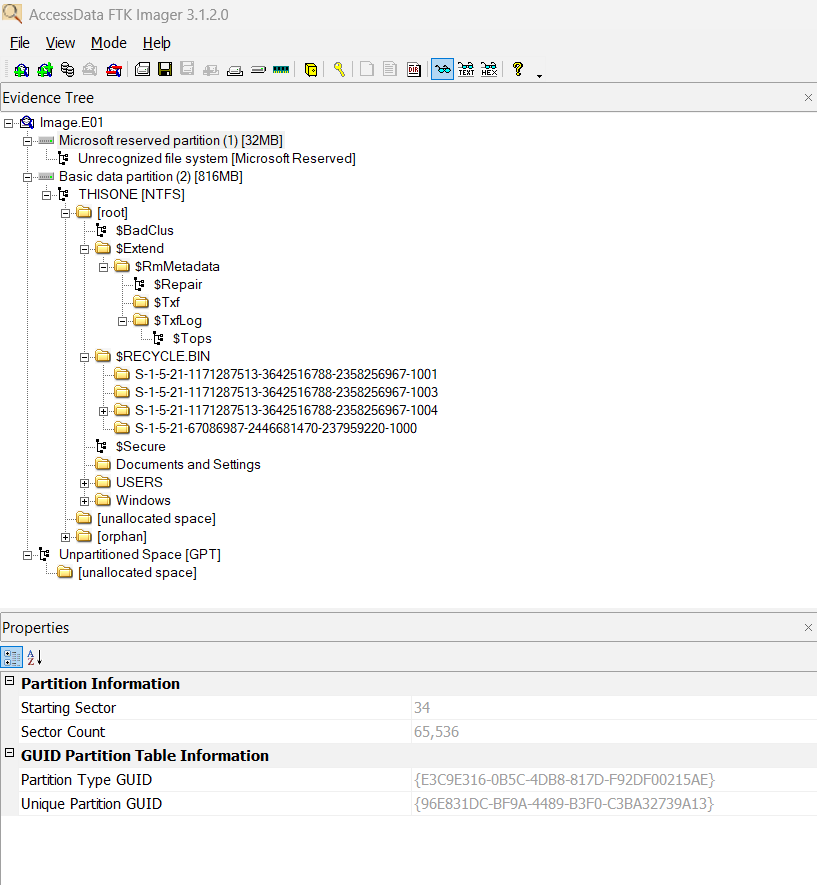 AccessData FTK Imager 3.1.2.0
File View Mode Help
TEXT HEX
Evidence Tree
Image.E01
Microsoft reserved partition (1) [32MB]
Unrecognized file system [Microsoft Reserved]
Basic data partition (2) [816MB]
THISONE [NTFS]
[root]
$BadClus
$Extend
$RmMetadata
$Repair
$Txf
$TxfLog
$Tops
$RECYCLE.BIN
S-1-5-21-1171287513-3642516788-2358256967-1001
S-1-5-21-1171287513-3642516788-2358256967-1003
S-1-5-21-1171287513-3642516788-2358256967-1004
S-1-5-21-67086987-2446681470-237959220-1000
$Secure
Documents and Settings
USERS
Windows
[unallocated space]
[orphan]
Unpartitioned Space [GPT]
[unallocated space]
Properties
A
Z
Partition Information
Starting Sector 34
Sector Count 65,536
GUID Partition Table Information
Partition Type GUID {E3C9E316-0B5C-4DB8-817D-F92DF00215AE}
Unique Partition GUID {96E831DC-BF9A-4489-B3F0-C3BA32739A13}